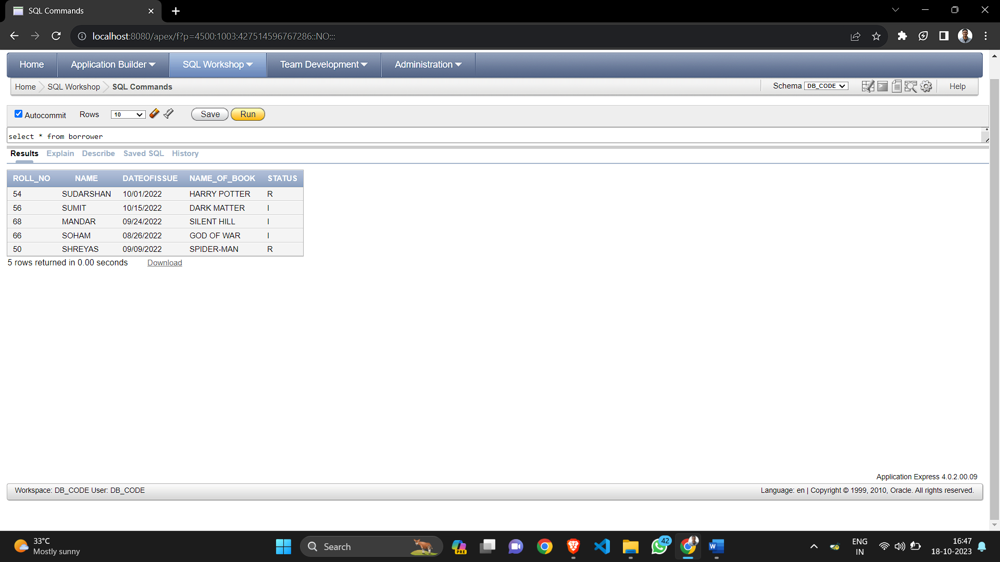 SQL Commands
localhost:8080/apex/f?p=4500:1003:427514596767286::NO:::
Home Application Builder SQL Workshop Team Development Administration
Home SQL Workshop SQL Commands Schema DB_CODE Help
Autocommit Rows 10 Save Run
select * from borrower
Results Explain Describe Saved SQL History
ROLL_NO NAME DATEOFISSUE NAME_OF_BOOK STATUS
54 SUDARSHAN 10/01/2022 HARRY POTTER R
56 SUMIT 10/15/2022 DARK MATTER I
68 MANDAR 09/24/2022 SILENT HILL I
66 SOHAM 08/26/2022 GOD OF WAR I
50 SHREYAS 09/09/2022 SPIDER-MAN R
5 rows returned in 0.00 seconds Download
Application Express 4.0.2.00.09
Workspace: DB_CODE User: DB_CODE Language: en | Copyright © 1999, 2010, Oracle. All rights reserved.
33°C
Mostly sunny
Search
PRE
42
W
ENG
IN
16:47
18-10-2023